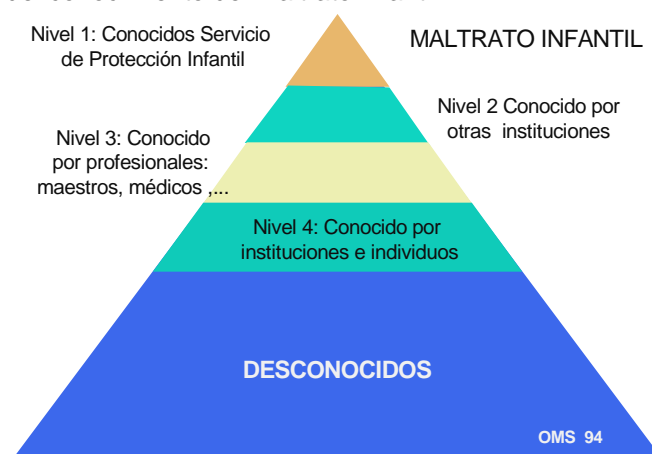 Nivel 1: Conocidos Servicio
de Protección Infantil
MALTRATO INFANTIL
Nivel 2 Conocido por
otras instituciones
Nivel 3: Conocido
por profesionales:
maestros, médicos ,...
Nivel 4: Conocido por
instituciones e individuos
DESCONOCIDOS
OMS 94